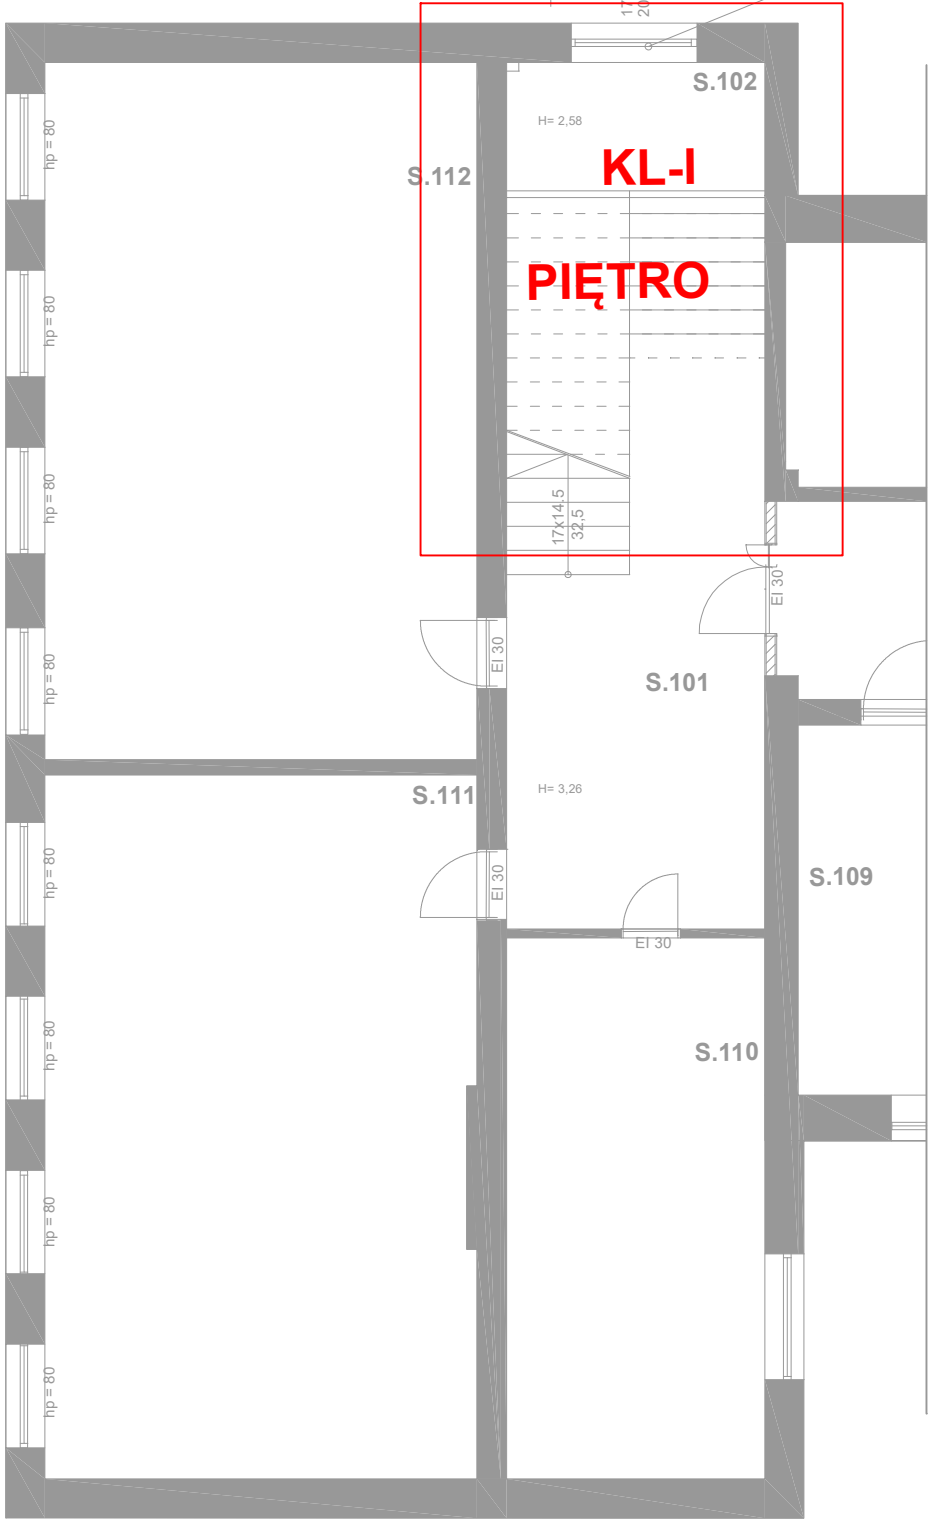 17
20
S.102
H= 2,58
hp = 80
KL-I
S.112
PIĘTRO
hp = 80
hp = 80
17x14.5
32,5
EI 30
EI 30
hp = 80
S.101
H= 3,26
S.111
hp = 80
EI 30
S.109
EI 30
hp = 80
S.110
hp = 80
hp = 80